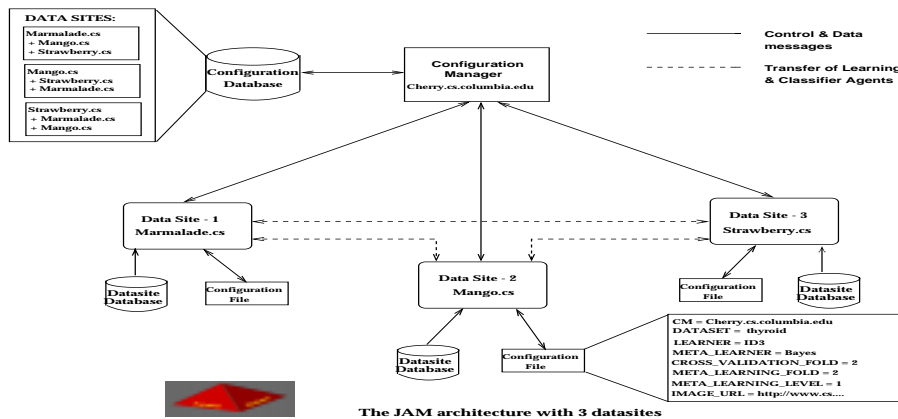 DATA SITES:
Marmalade.cs
+ Mango.cs
+ Strawberry.cs
Mango.cs
+ Strawberry.cs
+ Marmalade.cs
Strawberry.cs
+ Marmalade.cs
+ Mango.cs
Configuration
Database
Configuration
Manager
Cherry.cs.columbia.edu
Control & Data
messages
Transfer of Learning
& Classifier Agents
Data Site - 1
Marmalade.cs
Data Site - 3
Strawberry.cs
Data Site - 2
Mango.cs
Datasite
Database
Configuration
File
Configuration
File
Datasite
Database
Datasite
Database
Configuration
File
CM = Cherry.cs.columbia.edu
DATASET = thyroid
LEARNER = ID3
META_LEARNER = Bayes
CROSS_VALIDATION_FOLD = 2
META_LEARNING_FOLD = 2
META_LEARNING_LEVEL = 1
IMAGE_URL = http://www.cs....
The JAM architecture with 3 datasites